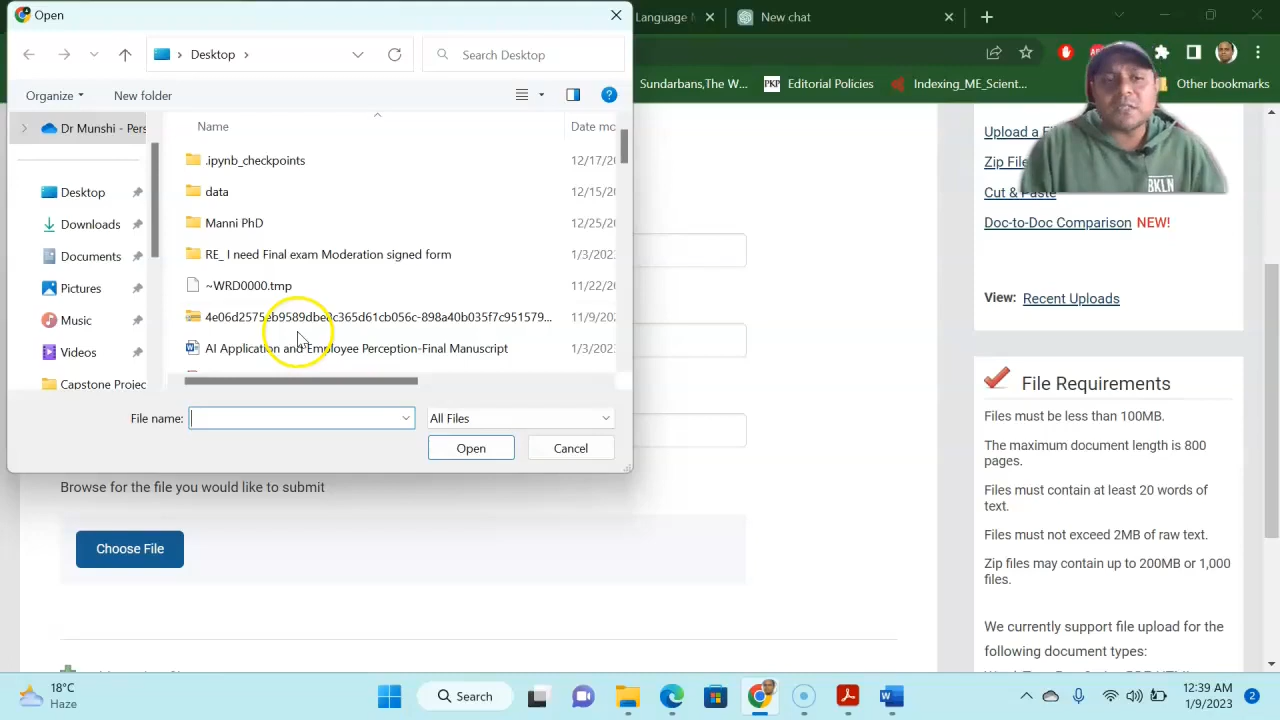 Open
Language M
New chat
Desktop
Search Desktop
Sundarbans,The W...
PKP
Editorial Policies
Indexing_ME_Scient...
Other bookmarks
Organize
New folder
Dr Munshi - Pers
Name
Date mo
Desktop
Downloads
Documents
Pictures
Music
Videos
Capstone Projec
.ipynb_checkpoints
12/17/20
data
12/15/20
Manni PhD
12/25/20
RE_ I need Final exam Moderation signed form
1/3/202
~WRD0000.tmp
11/22/20
11/9/202
AI Application and Employee Perception-Final Manuscript
1/3/202
File name:
All Files
Open
Cancel
Browse for the file you would like to submit
Choose File
BKLN
Upload a Fi
Zip File
Cut & Paste
Doc-to-Doc Comparison NEW!
View: Recent Uploads
File Requirements
Files must be less than 100MB.
The maximum document length is 800
pages.
Files must contain at least 20 words of
text.
Files must not exceed 2MB of raw text.
Zip files may contain up to 200MB or 1,000
files.
We currently support file upload for the
following document types:
18°C
Haze
Search
12:39 AM
1/9/2023
2